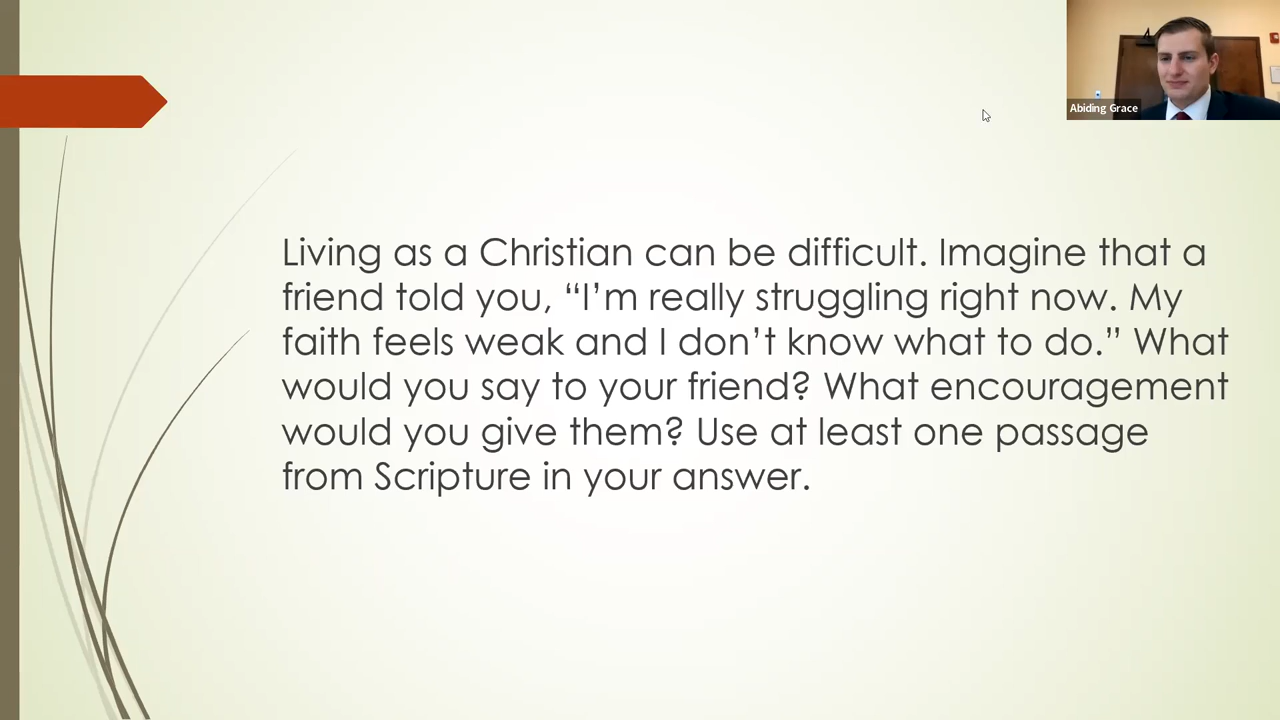 Abiding Grace
Living as a Christian can be difficult. Imagine that a
friend told you, “I’m really struggling right now. My
faith feels weak and I don’t know what to do.” What
would you say to your friend? What encouragement
would you give them? Use at least one passage
from Scripture in your answer.